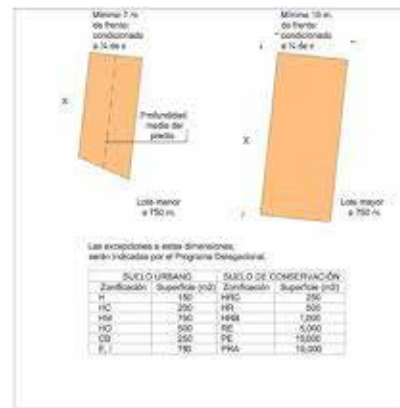 Mínimo 7 m.
de frente:
condicionado
a ¼ de x
Mínimo 15 m.
de frente:
condicionado
a ¼ de x
X
Profundidad
media del
predio.
X
Lote menor
a 750 m.
Lote mayor
a 750 m.
Las excepciones a estas dimensiones,
serán indicadas por el Programa Delegacional.
SUELO URBANO SUELO DE CONSERVACIÓN
Zonificación Superficie (m2) Zonificación Superficie (m2)
H 150 HRC 250
HC 200 HR 500
HM 750 HRB 1,000
HO 500 RE 5,000
CB 250 PE 10,000
E, I 750 PRA 10,000